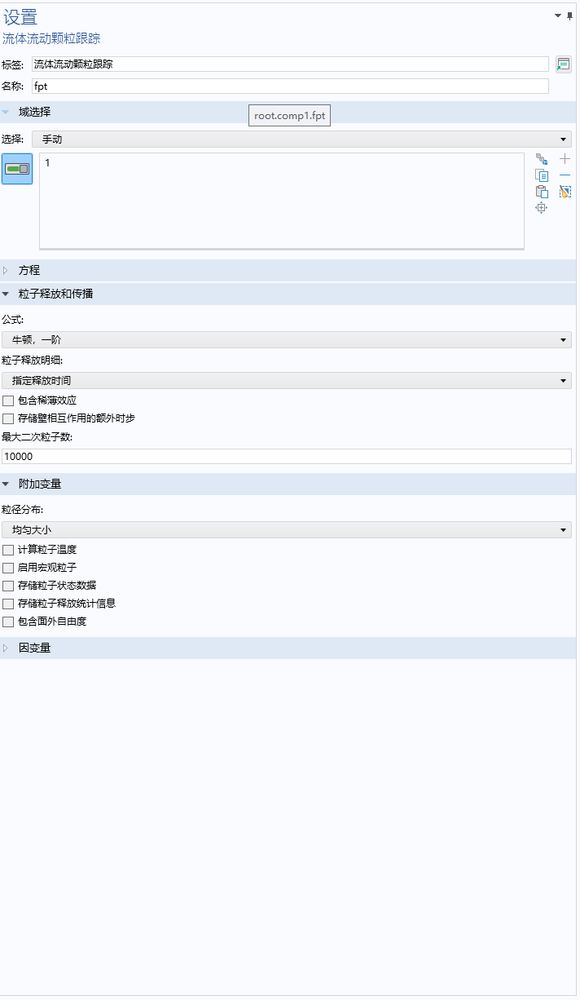 设置
流体流动颗粒跟踪
标签: 流体流动颗粒跟踪
名称: fpt
域选择
root.comp1.fpt
选择: 手动
1
方程
粒子释放和传播
公式:
牛顿，一阶
粒子释放明细:
指定释放时间
包含稀薄效应
存储壁相互作用的额外时步
最大二次粒子数:
10000
附加变量
粒径分布:
均匀大小
计算粒子温度
启用宏观粒子
存储粒子状态数据
存储粒子释放统计信息
包含面外自由度
因变量